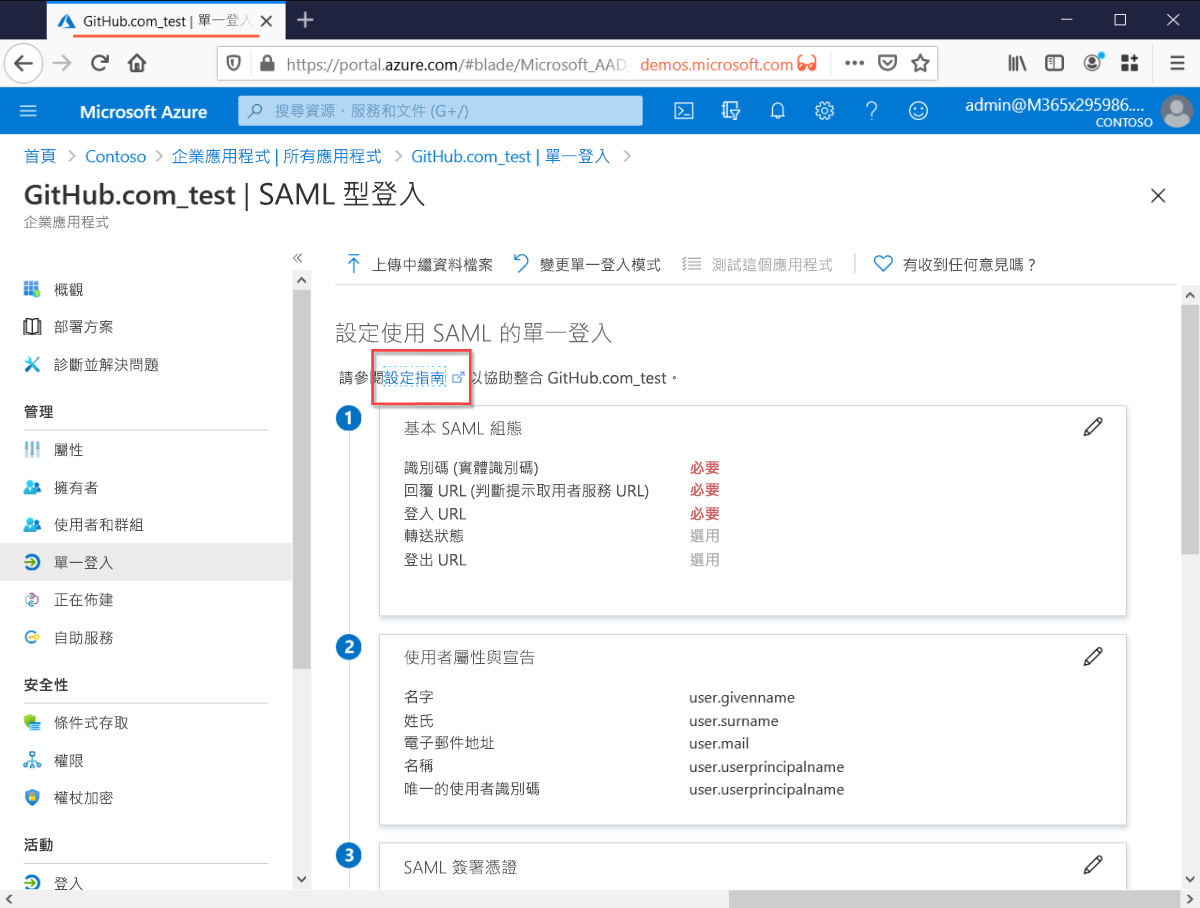 GitHub.com_test | 單一登入
https://portal.azure.com/#blade/Microsoft_AAD demos.microsoft.com
Microsoft Azure
搜尋資源、服務和文件 (G+/)
admin@M365x295986....
CONTOSO
首頁 > Contoso > 企業應用程式 | 所有應用程式 > GitHub.com_test | 單一登入 >
GitHub.com_test | SAML 型登入
企業應用程式
«
概觀
部署方案
診斷並解決問題
管理
屬性
擁有者
使用者和群組
單一登入
正在佈建
自助服務
安全性
條件式存取
權限
權杖加密
活動
登入
上傳中繼資料檔案 變更單一登入模式 測試這個應用程式 有收到任何意見嗎？
設定使用 SAML 的單一登入
請參閱設定指南 以協助整合 GitHub.com_test。
1
基本 SAML 組態
識別碼 (實體識別碼) 必要
回覆 URL (判斷提示取用者服務 URL) 必要
登入 URL 必要
轉送狀態 選用
登出 URL 選用
2
使用者屬性與宣告
名字 user.givenname
姓氏 user.surname
電子郵件地址 user.mail
名稱 user.userprincipalname
唯一的使用者識別碼 user.userprincipalname
3
SAML 簽署憑證